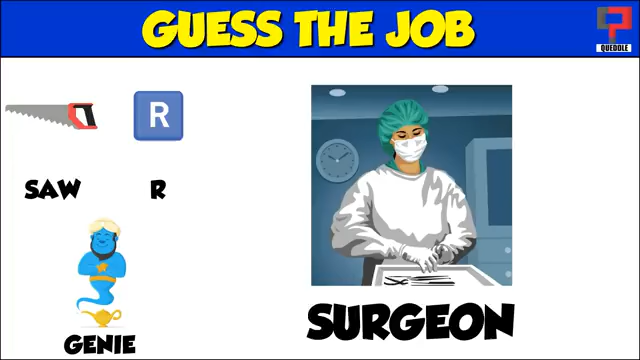 GUESS THE JOB
QUEDDLE
R
SAW R
GENIE
SURGEON